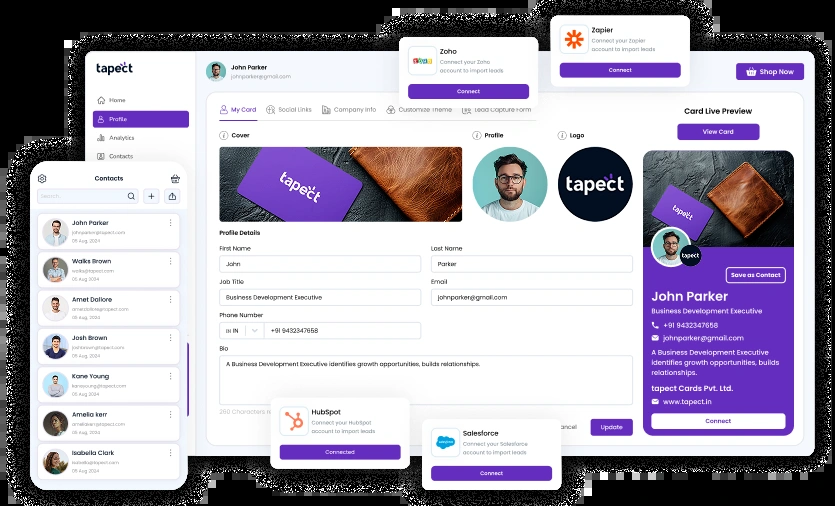 tapect
Home
Profile
Analytics
Contacts
John Parker
johnparker@gmail.com
Zoho
Connect your Zoho
account to import leads
Connect
Zapier
Connect your Zapier
account to import leads
Connect
Shop Now
My Card
Social Links
Company Info
Customize Theme
Lead Capture Form
Cover
Profile
Logo
tapect
tapect
Profile Details
First Name
John
Last Name
Parker
Job Title
Business Development Executive
Email
johnparker@gmail.com
Phone Number
IN
+91 9432347658
Bio
A Business Development Executive identifies growth opportunities, builds relationships.
250 Characters
Update
HubSpot
Connect your HubSpot
account to import leads
Connected
Salesforce
Connect your Salesforce
account to import leads
Connect
Card Live Preview
View Card
tapect
tapect
Save as Contact
John Parker
Business Development Executive
+91 9432347658
johnparker@gmail.com
A Business Development Executive
identifies growth opportunities, builds
relationships.
tapect Cards Pvt. Ltd.
www.tapect.in
Connect
Contacts
Search...
John Parker
johnparker@tapect.com
05 Aug, 2024
Walks Brown
walks@tapect.com
05 Aug 2024
Amet Dallore
05 Aug 2024
Josh Brown
joshbrown@tapect.com
05 Aug 2024
Kane Young
kaneyoung@tapect.com
05 Aug 2024
Amelia kerr
05 Aug 2024
Isabella Clark
05 Aug 2024